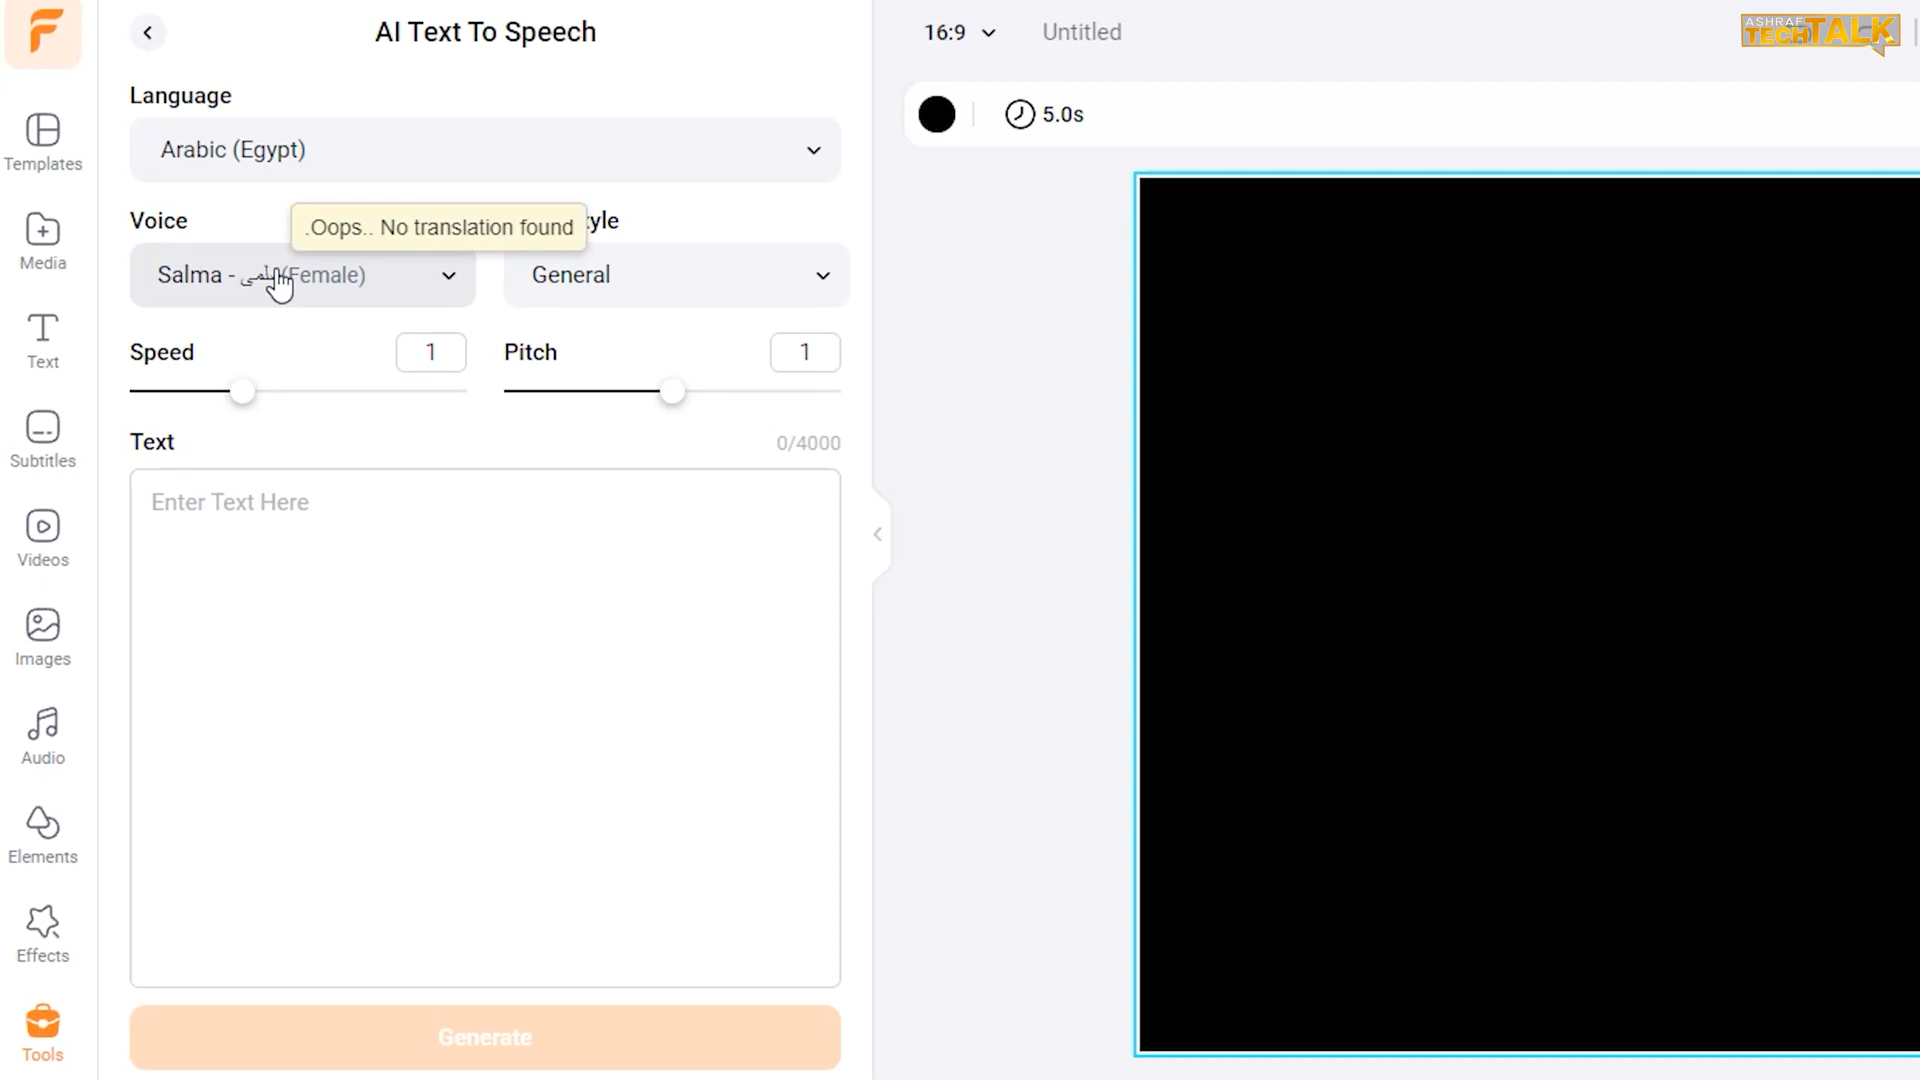 AI Text To Speech
16:9
Untitled
ASHRAF
TECH TALK
Language
Arabic (Egypt)
5.0s
Voice
.Oops.. No translation found
yle
Salma - (Female)
General
Speed
1
Pitch
1
Text
0/4000
Enter Text Here
Generate
Templates
Media
Text
Subtitles
Videos
Images
Audio
Elements
Effects
Tools